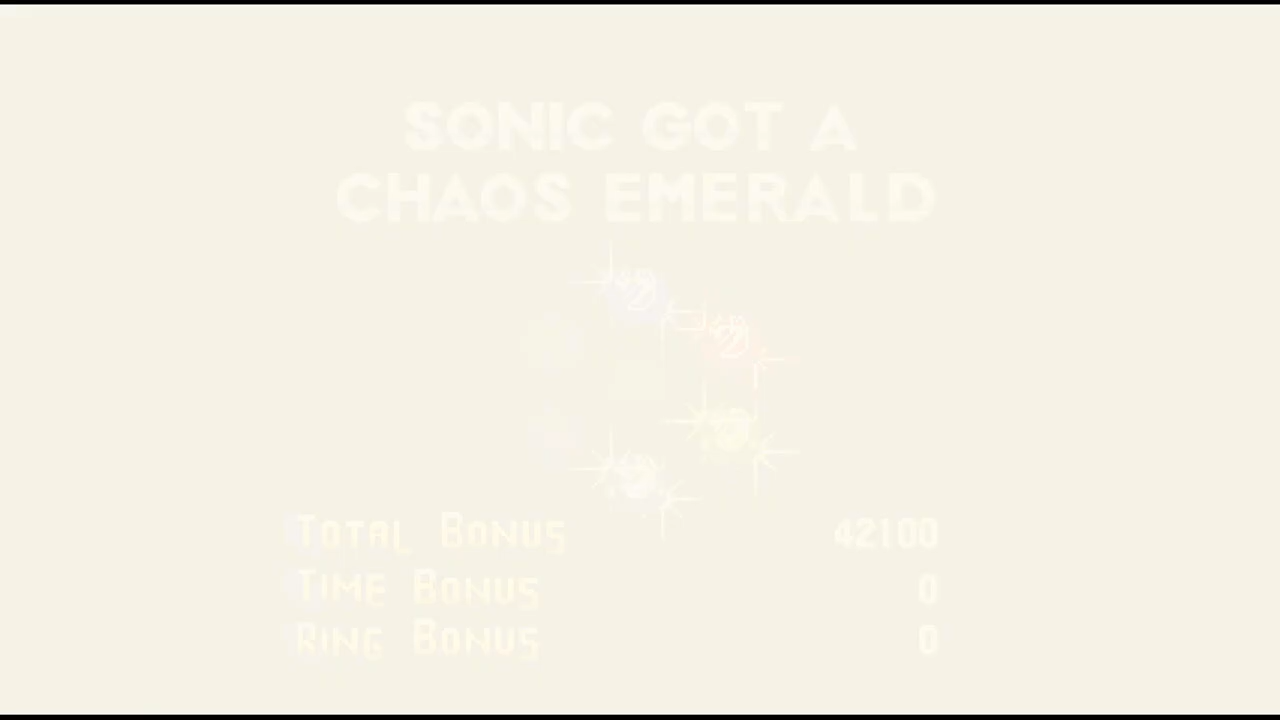 SONIC GOT A
CHAOS EMERALD
TOTAL BONUS 42100
TIME BONUS 0
RING BONUS 0